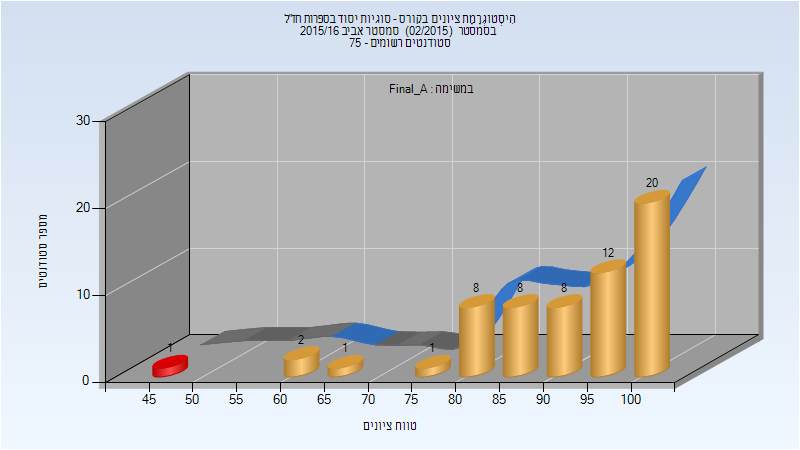 היסטוגרמת ציונים בקורס - סוגיות יסוד בספרות חז"ל
בסמסטר (02/2015) סמסטר אביב 2015/16
סטודנטים רשומים - 75
במשימה : Final_A
מספר סטודנטים
30
20
10
0
1
2
1
1
8
8
8
12
20
45 50 55 60 65 70 75 80 85 90 95 100
טווח ציונים